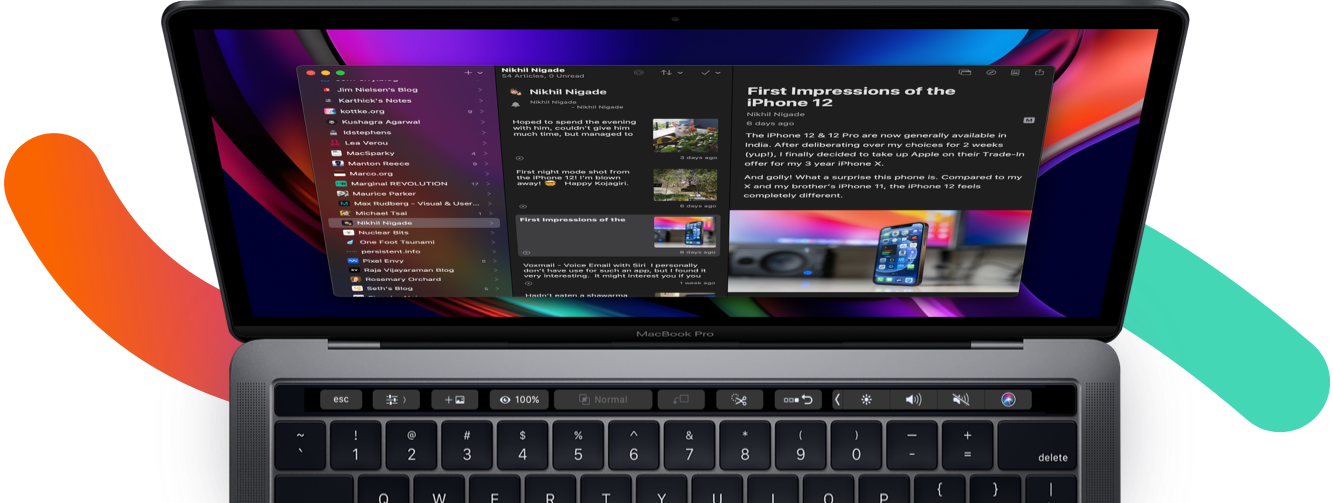 Jim Nielsen's Blog
Karthick's Notes
kottke.org 9
Kushagra Agarwal
ldstephens
Lea Verou
MacSparky 4
Manton Reece 9
Marco.org
Marginal REVOLUTION 17
Maurice Parker
Max Rudberg – Visual & User...
Michael Tsai 1
Nikhil Nigade
Nuclear Bits
One Foot Tsunami
persistent.info
Pixel Envy 6
Raja Vijayaraman Blog
Rosemary Orchard
Seth's Blog 6
Nikhil Nigade
54 Articles, 0 Unread
Nikhil Nigade
Nikhil Nigade
– Nikhil Nigade
Hoped to spend the evening
with him, couldn't give him
much time, but managed to
3 days ago
First night mode shot from
the iPhone 12! I'm blown
away! 🤯 Happy Kojagiri.
6 days ago
First Impressions of the
6 days ago
Voxmail – Voice Email with Siri I personally
don't have use for such an app, but I found it
very interesting. It might interest you if you
1 week ago
Hadn't eaten a shawarma
First Impressions of the
iPhone 12
Nikhil Nigade
6 days ago
The iPhone 12 & 12 Pro are now generally available in
India. After deliberating over my choices for 2 weeks
(yup!), I finally decided to take up Apple on their Trade-In
offer for my 3 year iPhone X.
And golly! What a surprise this phone is. Compared to my
X and my brother's iPhone 11, the iPhone 12 feels
completely different.
MacBook Pro
esc 100% Normal
~ ! @ # $ % ^ & * ( ) — +
` 1 2 3 4 5 6 7 8 9 0 - = delete
Q W E R T Y U I O P { } |